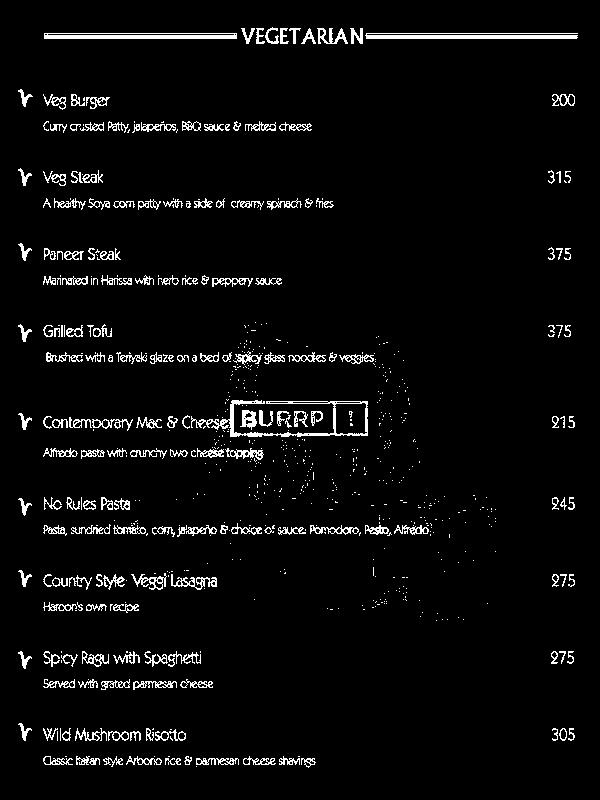 VEGETARIAN
Veg Burger 200
Curry crusted Patty, jalapeños, BBQ sauce & melted cheese
Veg Steak 315
A healthy Soya corn patty with a side of creamy spinach & fries
Paneer Steak 375
Marinated in Harissa with herb rice & peppery sauce
Grilled Tofu 375
Brushed with a Teriyaki glaze on a bed of spicy glass noodles & veggies
Contemporary Mac & Cheese BURRP ! 215
Alfredo pasta with crunchy two cheese topping
No Rules Pasta 245
Pasta, sundried tomato, corn, jalapeño & choice of sauce: Pomodoro, Pesto, Alfredo
Country Style Veggi Lasagna 275
Haroon's own recipe
Spicy Ragu with Spaghetti 275
Served with grated parmesan cheese
Wild Mushroom Risotto 305
Classic Italian style Arborio rice & parmesan cheese shavings